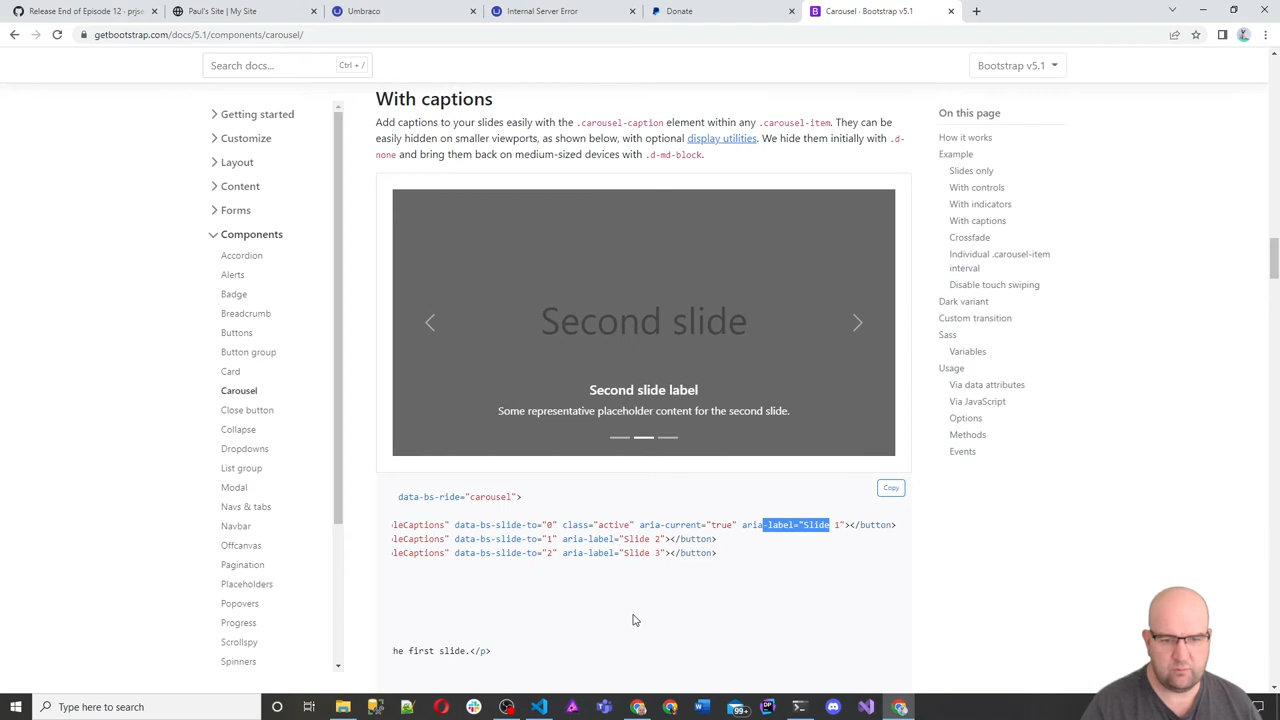 Release End of Episode 12 - prjse
Paul's Site | My Site
Umbraco
Internal Server Error
Donate
Carousel · Bootstrap v5.1
getbootstrap.com/docs/5.1/components/carousel/
Search docs...
Ctrl + /
Bootstrap v5.1
Getting started
Customize
Layout
Content
Forms
Components
Accordion
Alerts
Badge
Breadcrumb
Buttons
Button group
Card
Carousel
Close button
Collapse
Dropdowns
List group
Modal
Navs & tabs
Navbar
Offcanvas
Pagination
Placeholders
Popovers
Progress
Scrollspy
Spinners
With captions
Add captions to your slides easily with the .carousel-caption element within any .carousel-item. They can
be easily hidden on smaller viewports, as shown below, with optional display utilities. We hide them initially with .d-
none and bring them back on medium-sized devices with .d-md-block.
Second slide
Second slide label
Some representative placeholder content for the second slide.
Copy
data-bs-ride="carousel">
leCaptions" data-bs-slide-to="0" class="active" aria-current="true" aria-label="Slide 1"></button>
leCaptions" data-bs-slide-to="1" aria-label="Slide 2"></button>
leCaptions" data-bs-slide-to="2" aria-label="Slide 3"></button>
he first slide.</p>
On this page
How it works
Example
Slides only
With controls
With indicators
With captions
Crossfade
Individual .carousel-item
interval
Disable touch swiping
Dark variant
Custom transition
Sass
Variables
Usage
Via data attributes
Via JavaScript
Options
Methods
Events
Type here to search
99+